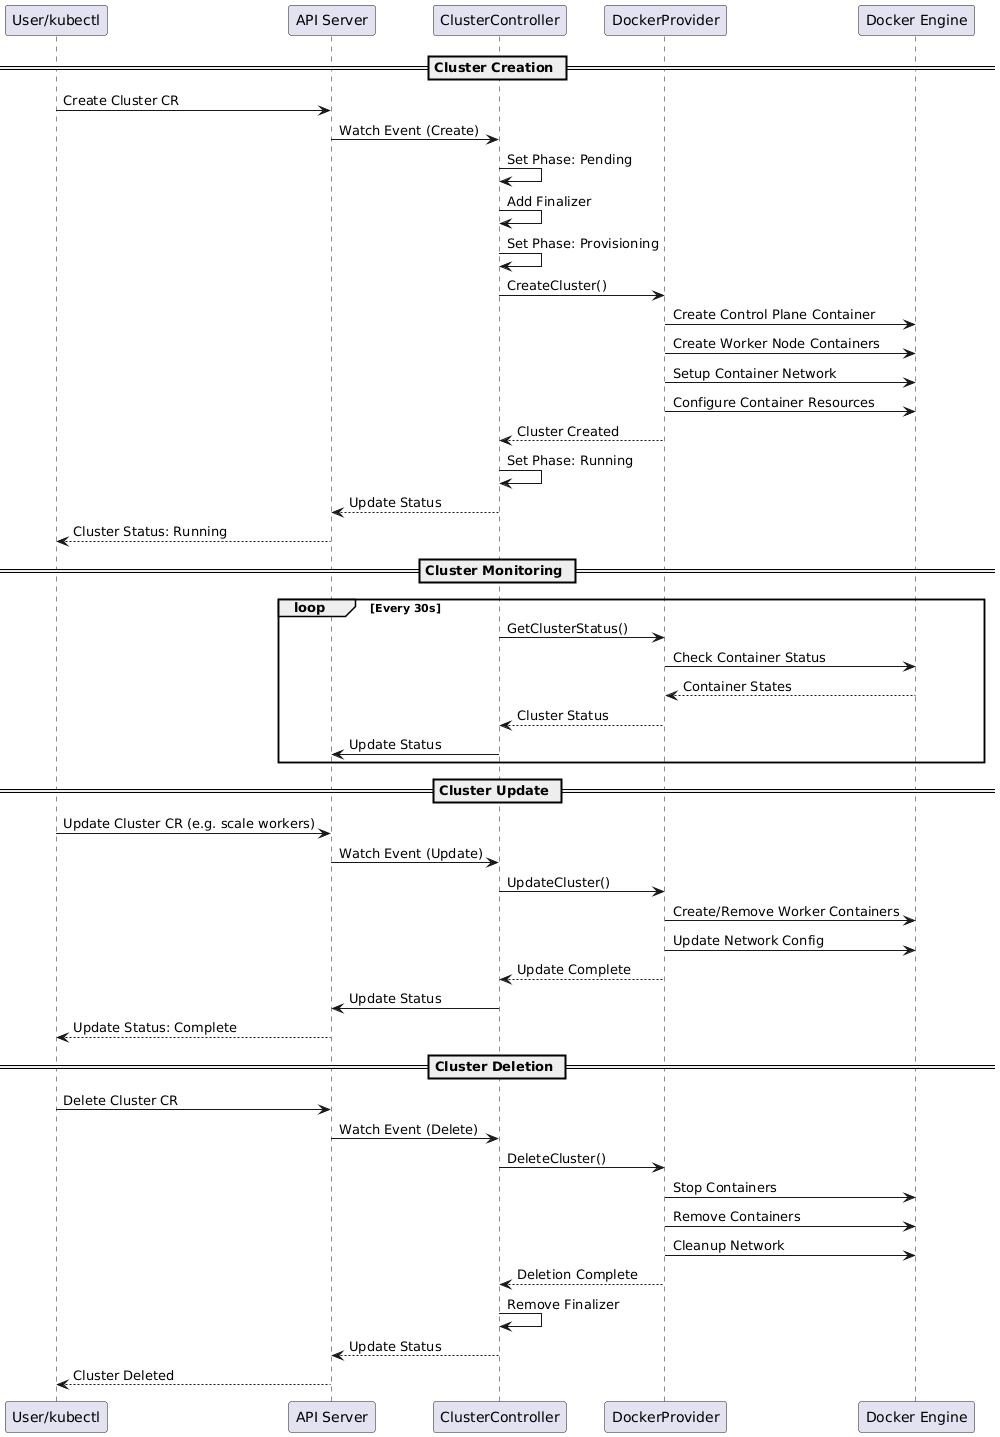 User/kubectl
API Server
ClusterController
DockerProvider
Docker Engine
Cluster Creation
Create Cluster CR
Watch Event (Create)
Set Phase: Pending
Add Finalizer
Set Phase: Provisioning
CreateCluster()
Create Control Plane Container
Create Worker Node Containers
Setup Container Network
Configure Container Resources
Cluster Created
Set Phase: Running
Update Status
Cluster Status: Running
Cluster Monitoring
loop
[Every 30s]
GetClusterStatus()
Check Container Status
Container States
Cluster Status
Update Status
Cluster Update
Update Cluster CR (e.g. scale workers)
Watch Event (Update)
UpdateCluster()
Create/Remove Worker Containers
Update Network Config
Update Complete
Update Status
Update Status: Complete
Cluster Deletion
Delete Cluster CR
Watch Event (Delete)
DeleteCluster()
Stop Containers
Remove Containers
Cleanup Network
Deletion Complete
Remove Finalizer
Update Status
Cluster Deleted
User/kubectl
API Server
ClusterController
DockerProvider
Docker Engine